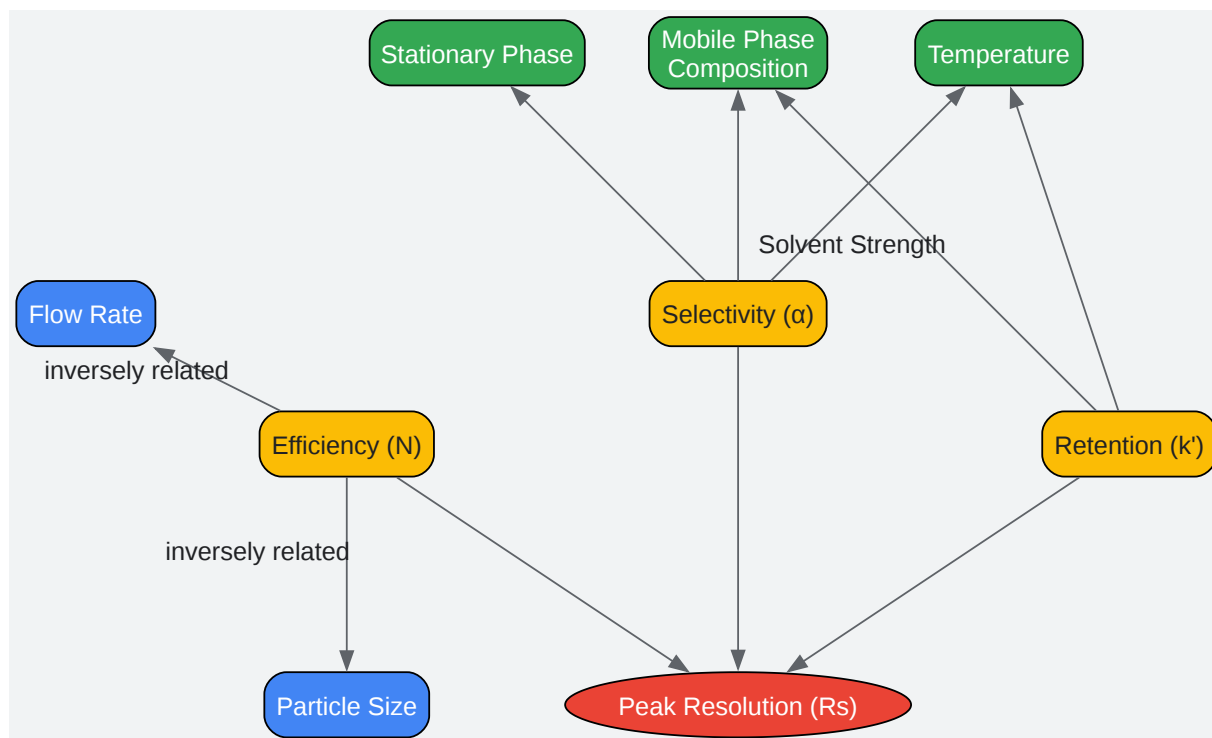 Stationary Phase
Mobile Phase
Composition
Temperature
Solvent Strength
Flow Rate
Selectivity (α)
inversely related
Efficiency (N)
Retention (k')
inversely related
Particle Size
Peak Resolution (Rs)